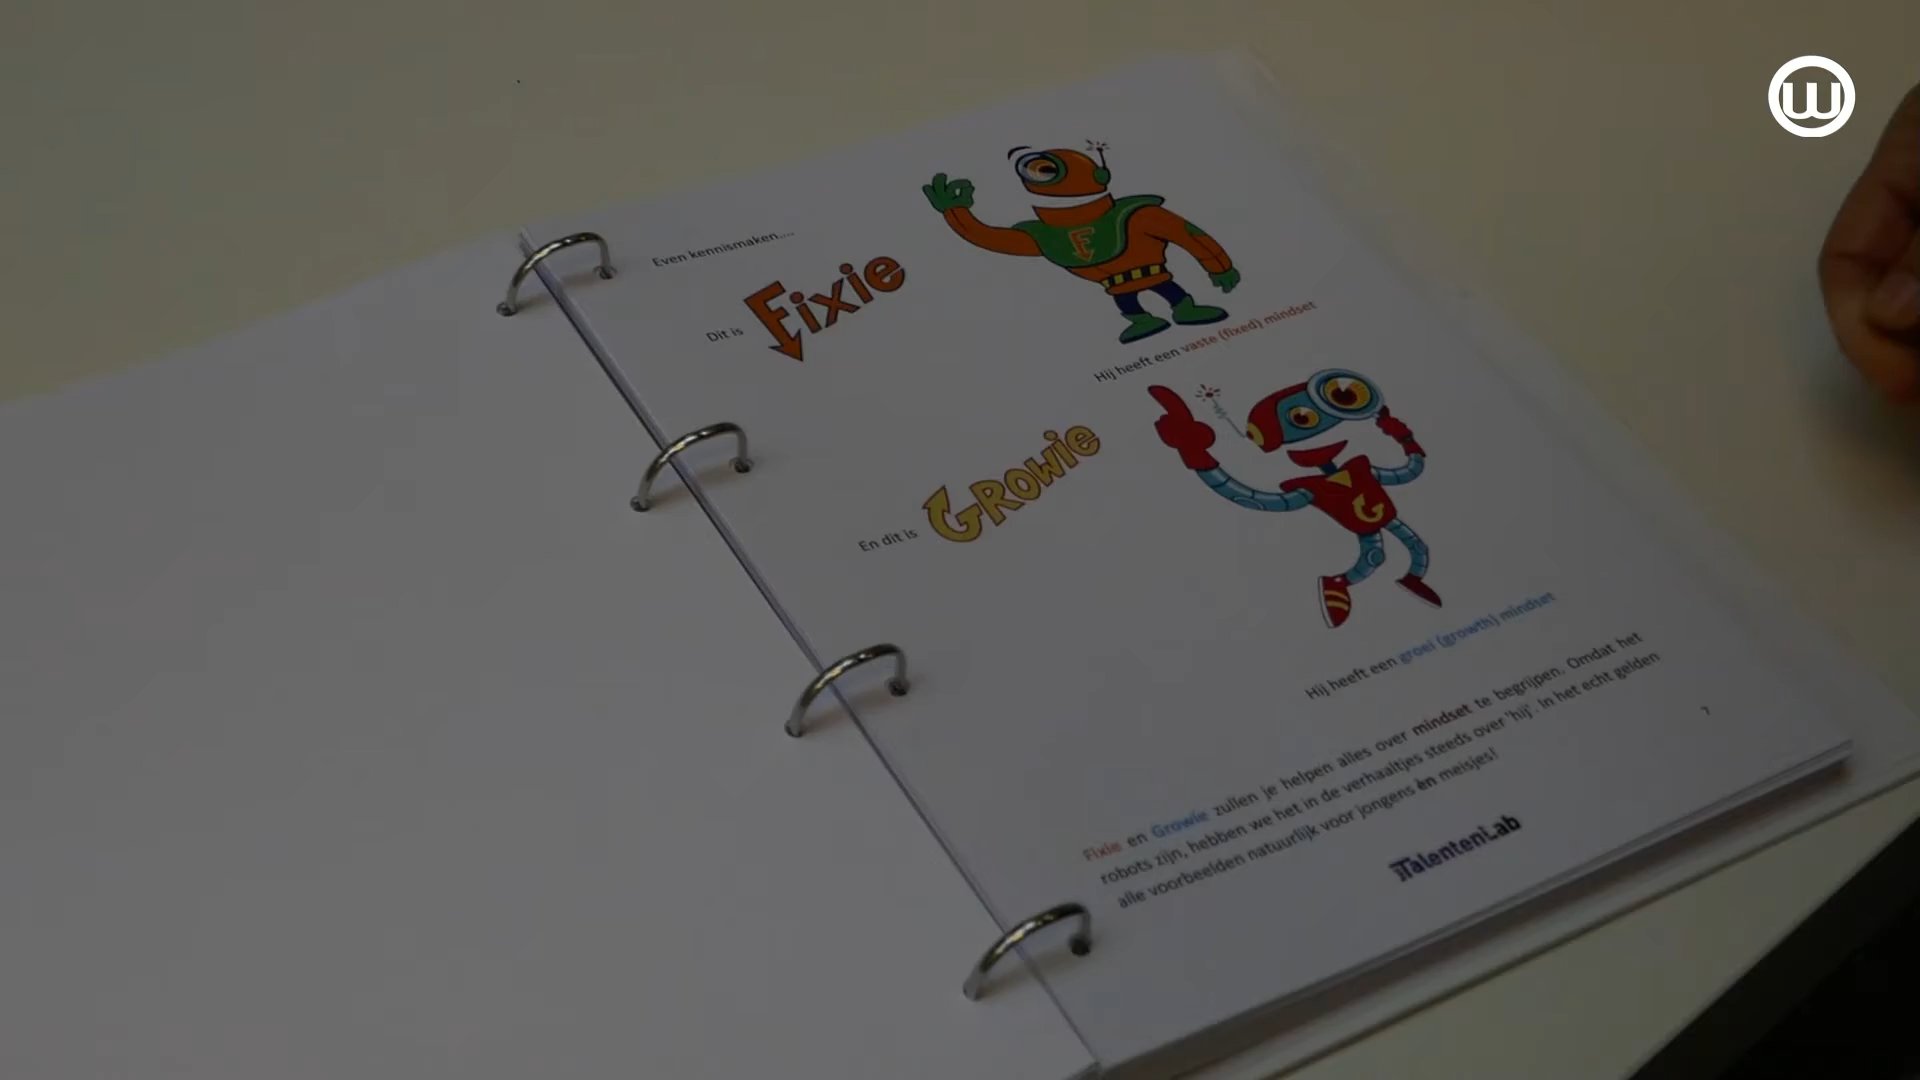 W
Even kennismaken....
Dit is Fixie
F
Hij heeft een vaste (fixed) mindset
En dit is GROWiE
G
Hij heeft een groei (growth) mindset
Fixie en Growie zullen je helpen alles over mindset te begrijpen. Omdat het
robots zijn, hebben we het in de verhaaltjes steeds over 'hij'. In het echt gelden
alle voorbeelden natuurlijk voor jongens èn meisjes!
7
TalentenLab